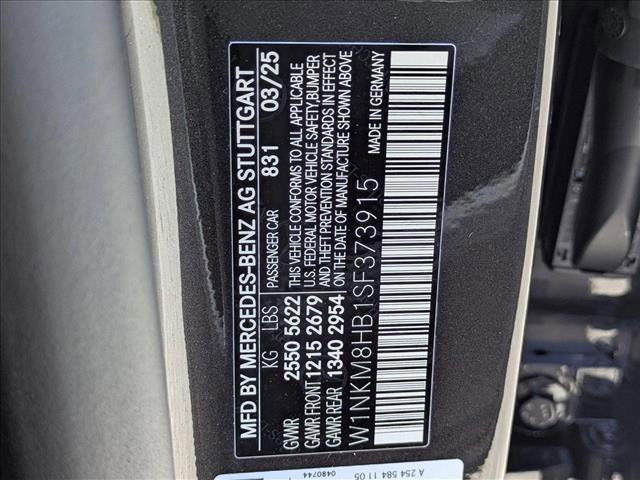 MFD BY MERCEDES-BENZ AG STUTTGART
KG LBS PASSENGER CAR 831 03/25
GVWR 2550 5622 THIS VEHICLE CONFORMS TO ALL APPLICABLE
GAWR FRONT 1215 2679 U.S. FEDERAL MOTOR VEHICLE SAFETY,BUMPER
GAWR REAR 1340 2954 AND THEFT PREVENTION STANDARDS IN EFFECT
ON THE DATE OF MANUFACTURE SHOWN ABOVE
W1NKM8HB1SF373915 MADE IN GERMANY
A 254 584 11 05
0480744